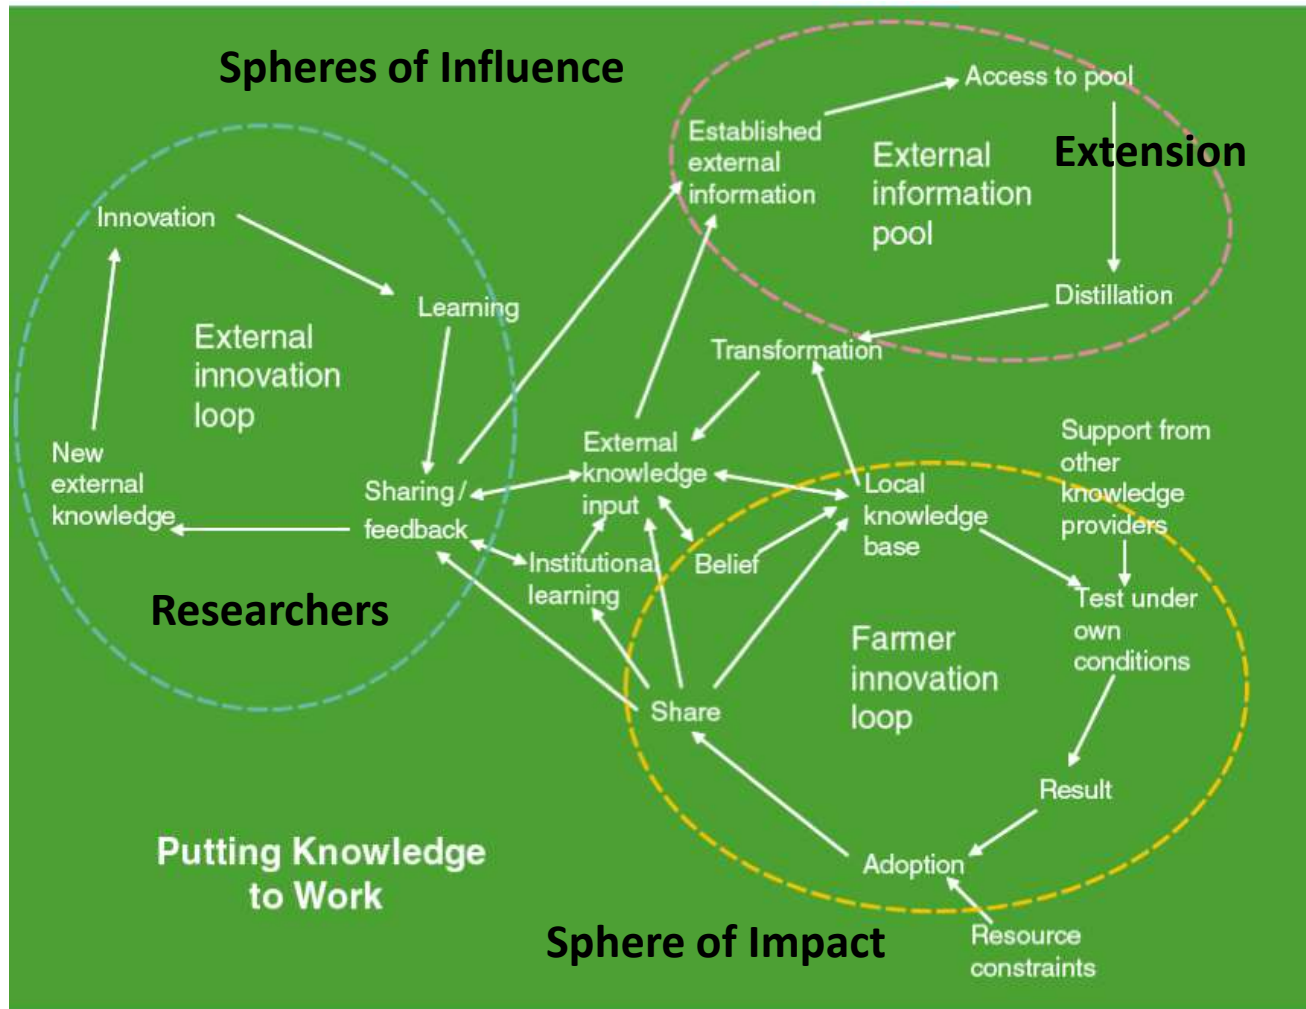 Spheres of Influence
Access to pool
Established
external
information
External
information
pool
Extension
Distillation
Transformation
Innovation
Learning
External
innovation
loop
New
external
knowledge
Sharing /
feedback
Researchers
External
knowledge
input
Institutional
learning
Belief
Local
knowledge
base
Support from
other
knowledge
providers
Test under
own
conditions
Farmer
innovation
loop
Share
Result
Adoption
Resource
constraints
Putting Knowledge
to Work
Sphere of Impact